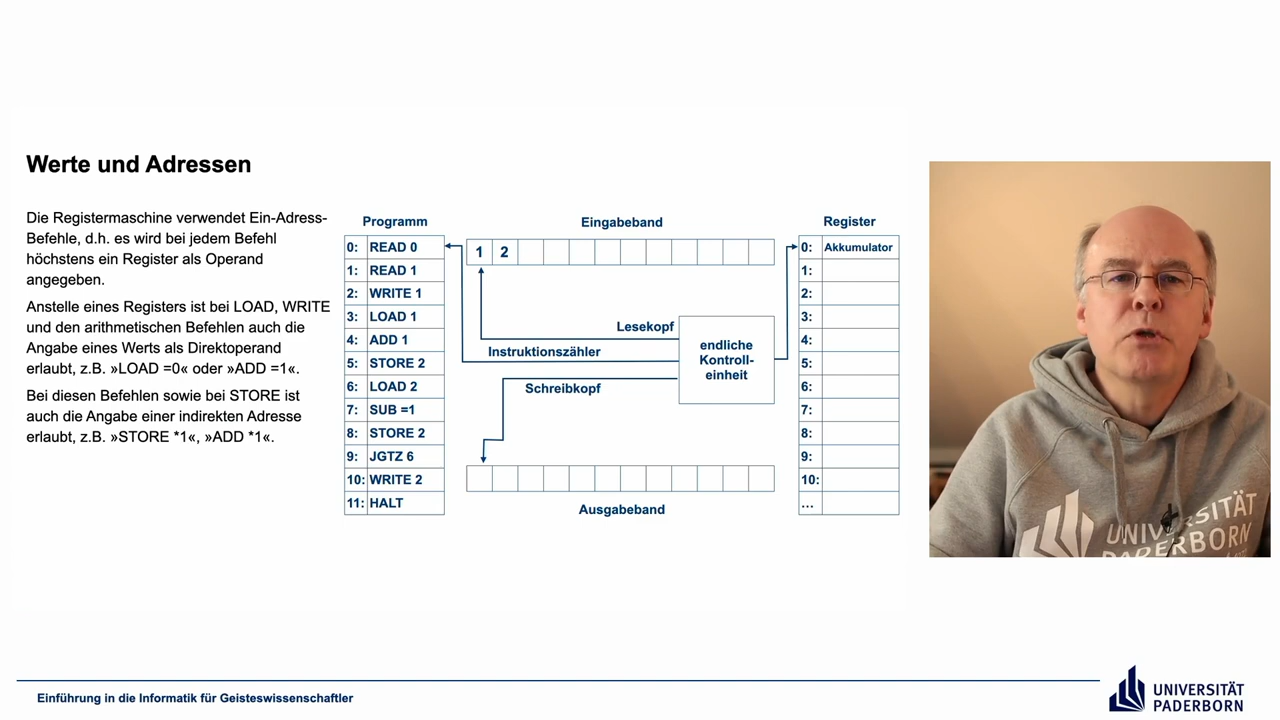 Werte und Adressen
Die Registermaschine verwendet Ein-Adress-
Befehle, d.h. es wird bei jedem Befehl
höchstens ein Register als Operand
angegeben.
Anstelle eines Registers ist bei LOAD, WRITE
und den arithmetischen Befehlen auch die
Angabe eines Werts als Direktoperand
erlaubt, z.B. »LOAD =0« oder »ADD =1«.
Bei diesen Befehlen sowie bei STORE ist
auch die Angabe einer indirekten Adresse
erlaubt, z.B. »STORE *1«, »ADD *1«.
Programm
0: READ 0
1: READ 1
2: WRITE 1
3: LOAD 1
4: ADD 1
5: STORE 2
6: LOAD 2
7: SUB =1
8: STORE 2
9: JGTZ 6
10: WRITE 2
11: HALT
Eingabeband
1 2
Lesekopf
Instruktionszähler
Schreibkopf
endliche
Kontroll-
einheit
Ausgabeband
Register
0: Akkumulator
1:
2:
3:
4:
5:
6:
7:
8:
9:
10:
...
UNIVERSITÄT
PADERBORN
Einführung in die Informatik für Geisteswissenschaftler
UNIVERSITÄT
PADERBORN